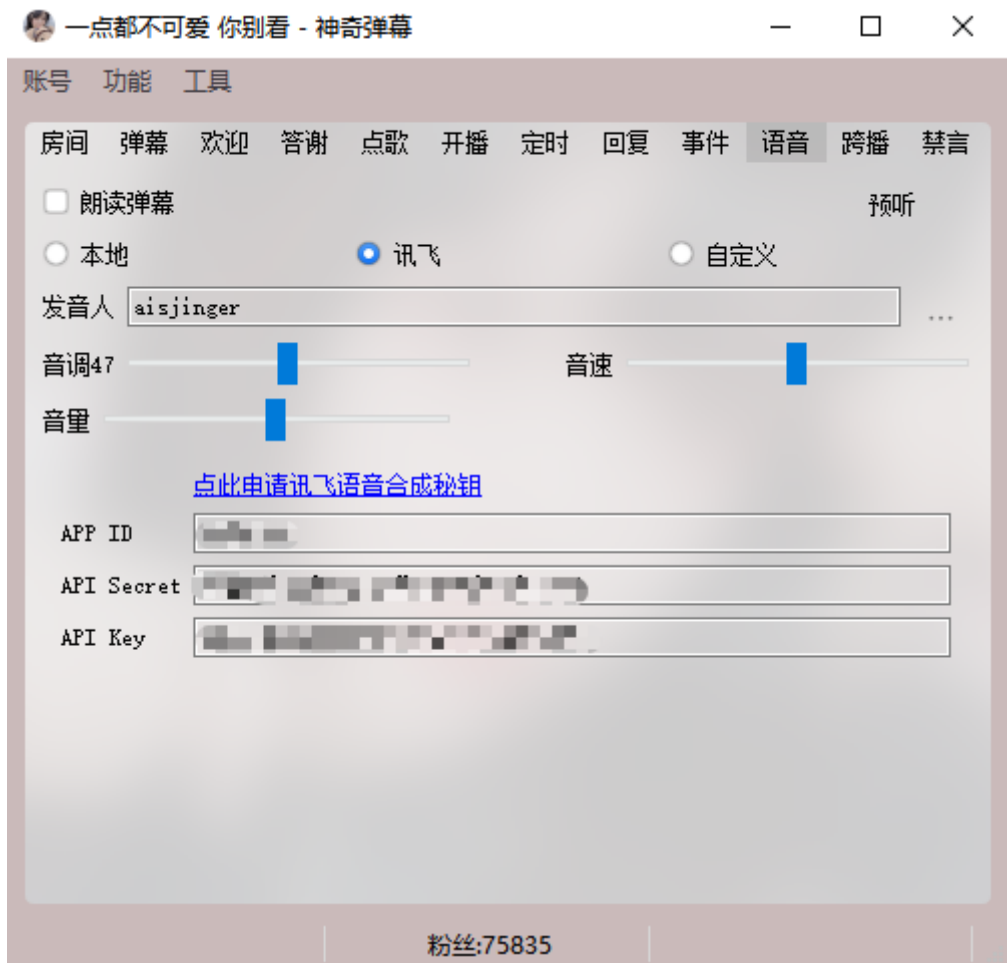 一点都不可爱 你别看 - 神奇弹幕
账号 功能 工具
房间 弹幕 欢迎 答谢 点歌 开播 定时 回复 事件 语音 跨播 禁言
朗读弹幕 预听
本地 讯飞 自定义
发音人 aisjinger ...
音调47 音速
音量
点此申请讯飞语音合成秘钥
APP ID
API Secret
API Key
粉丝:75835